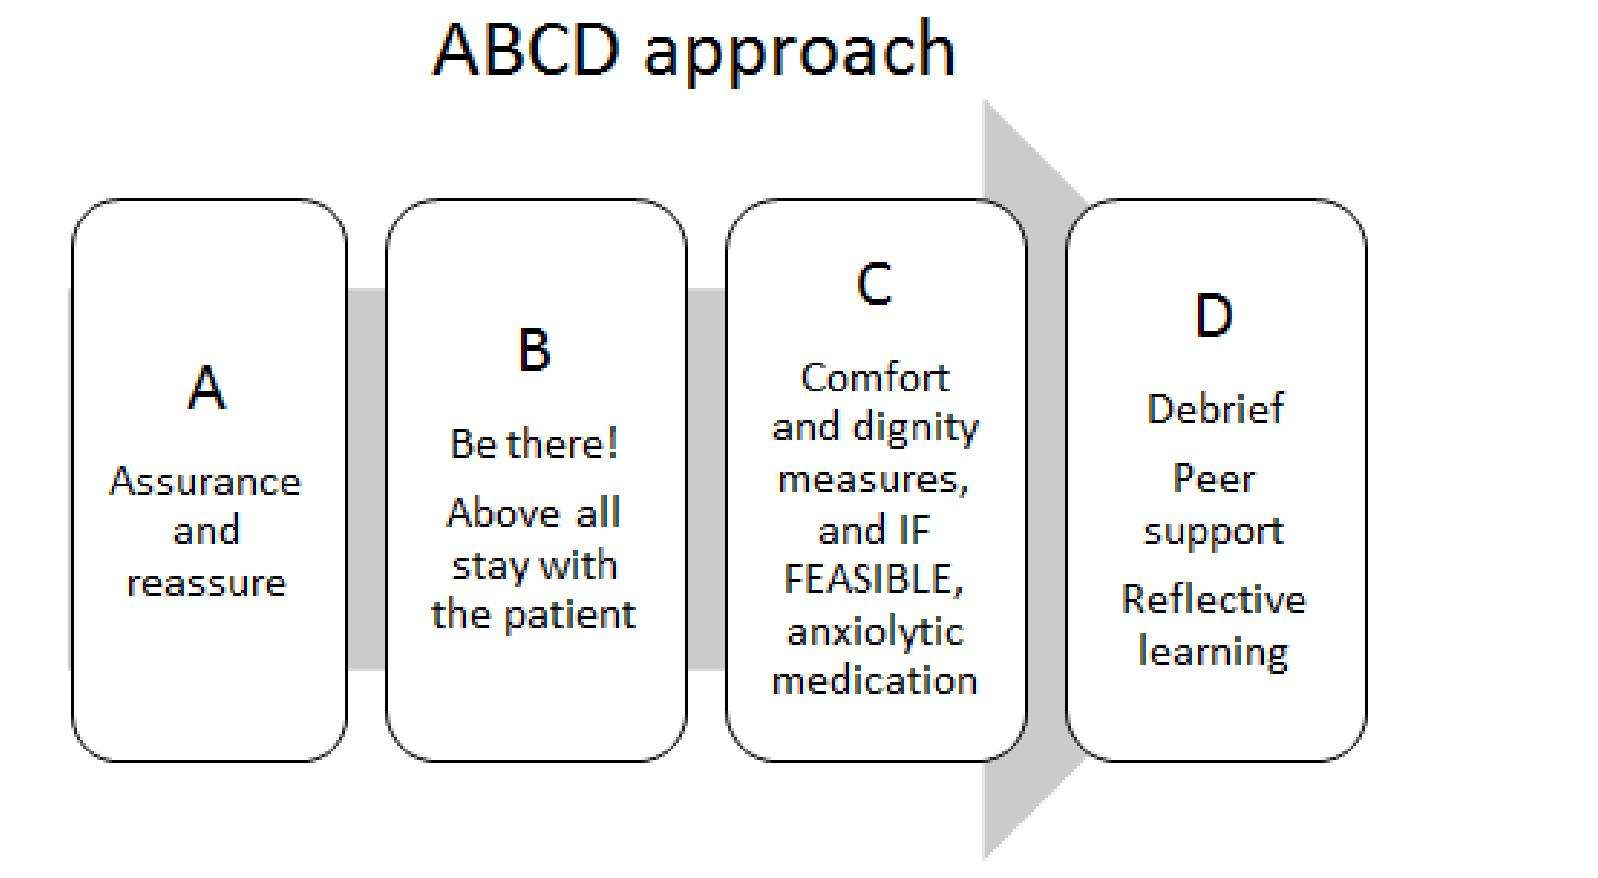 ABCD approach
A
Assurance
and
reassure
B
Be there!
Above all
stay with
the patient
C
Comfort
and dignity
measures,
and IF
FEASIBLE,
anxiolytic
medication
D
Debrief
Peer
support
Reflective
learning